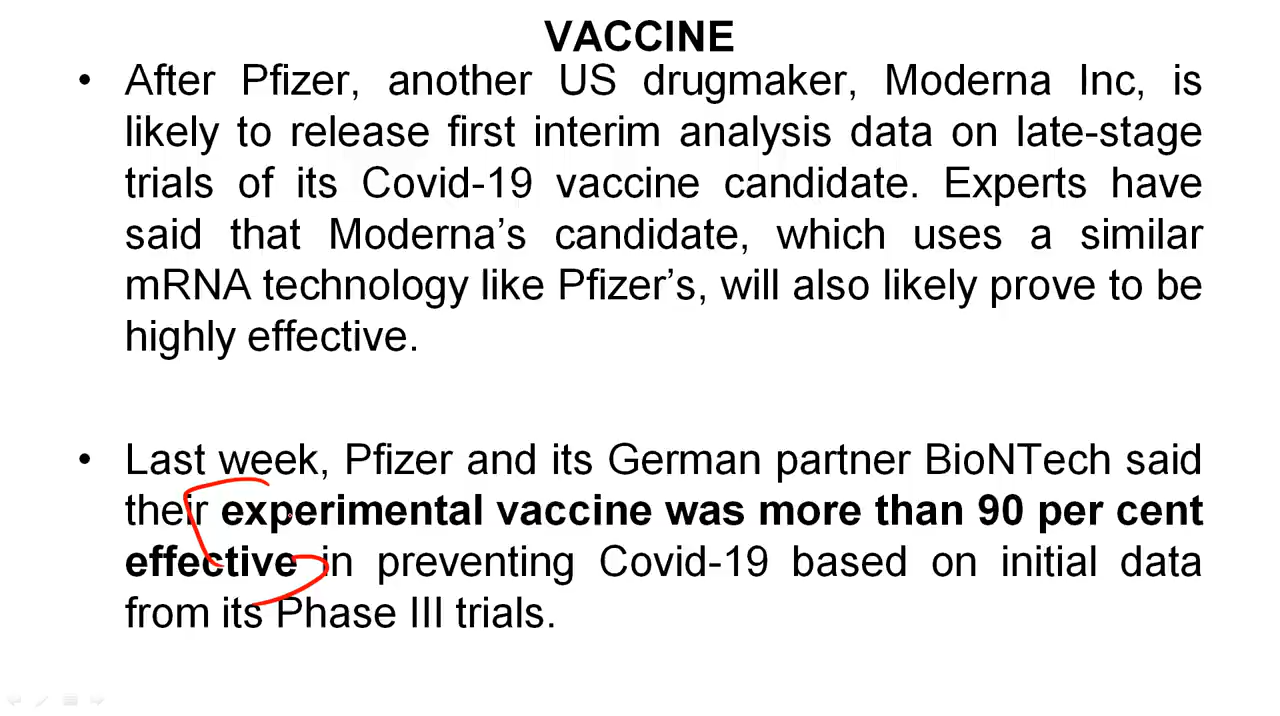 VACCINE
• After Pfizer, another US drugmaker, Moderna Inc, is
likely to release first interim analysis data on late-stage
trials of its Covid-19 vaccine candidate. Experts have
said that Moderna’s candidate, which uses a similar
mRNA technology like Pfizer’s, will also likely prove to be
highly effective.
• Last week, Pfizer and its German partner BioNTech said
their experimental vaccine was more than 90 per cent
effective in preventing Covid-19 based on initial data
from its Phase III trials.